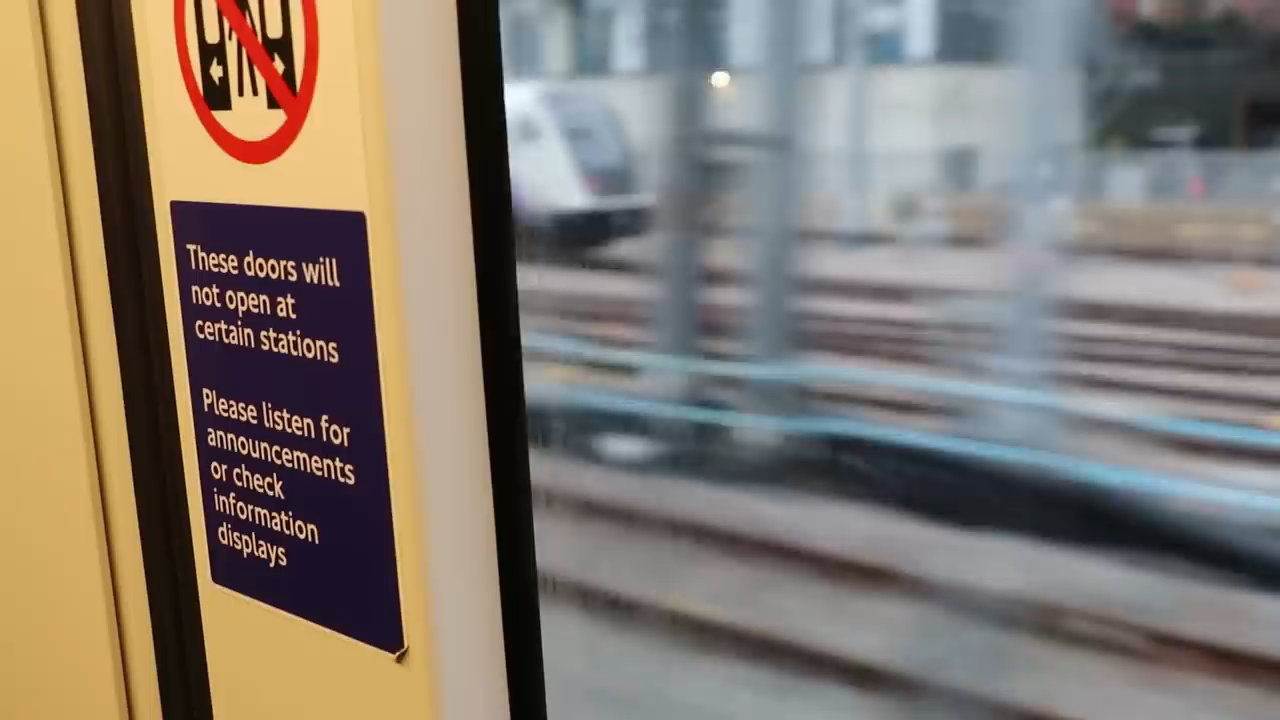 These doors will
not open at
certain stations
Please listen for
announcements
or check
information
displays